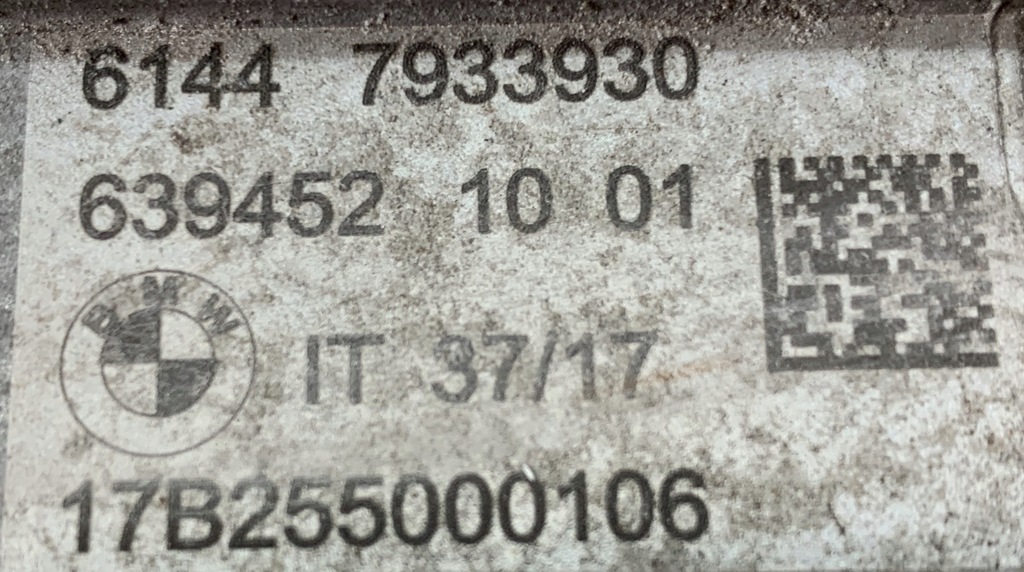 6144 7933930
639452 10 01
BMW
IT 37/17
17B255000106